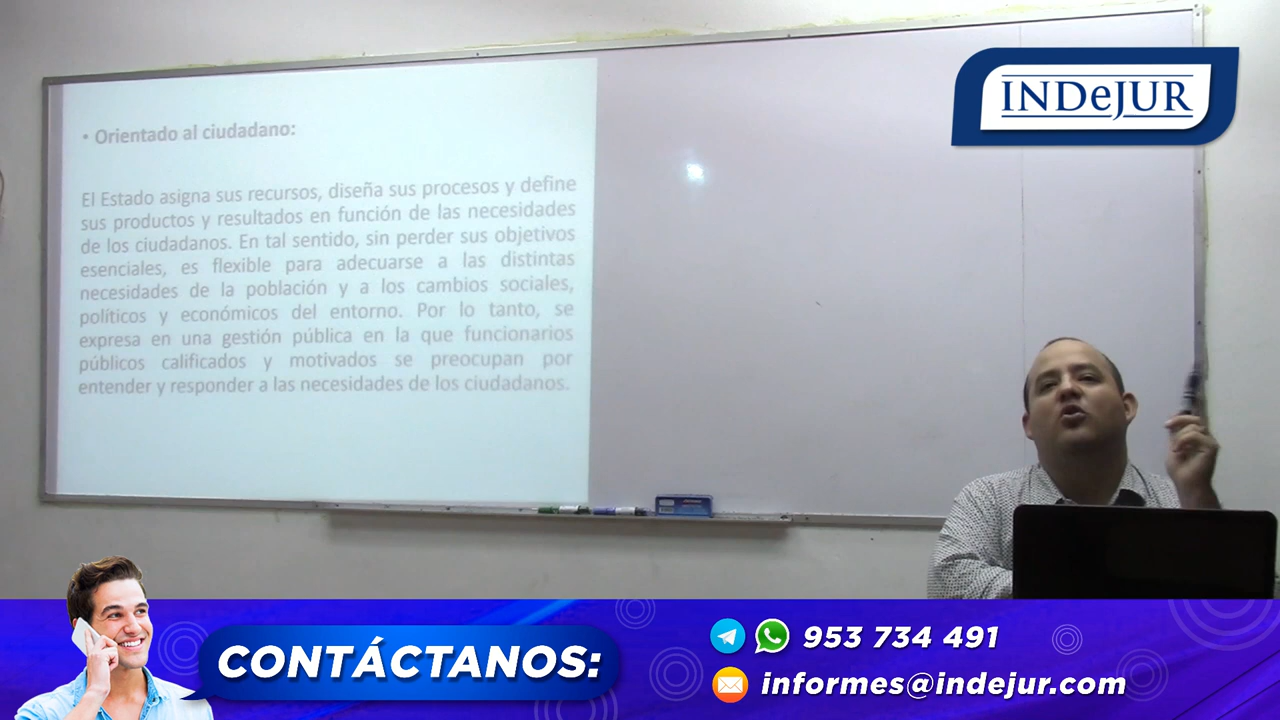 INDeJUR
• Orientado al ciudadano:
El Estado asigna sus recursos, diseña sus procesos y define
sus productos y resultados en función de las necesidades
de los ciudadanos. En tal sentido, sin perder sus objetivos
esenciales, es flexible para adecuarse a las distintas
necesidades de la población y a los cambios sociales,
políticos y económicos del entorno. Por lo tanto, se
expresa en una gestión pública en la que funcionarios
públicos calificados y motivados se preocupan por
entender y responder a las necesidades de los ciudadanos.
CONTÁCTANOS:
953 734 491
informes@indejur.com